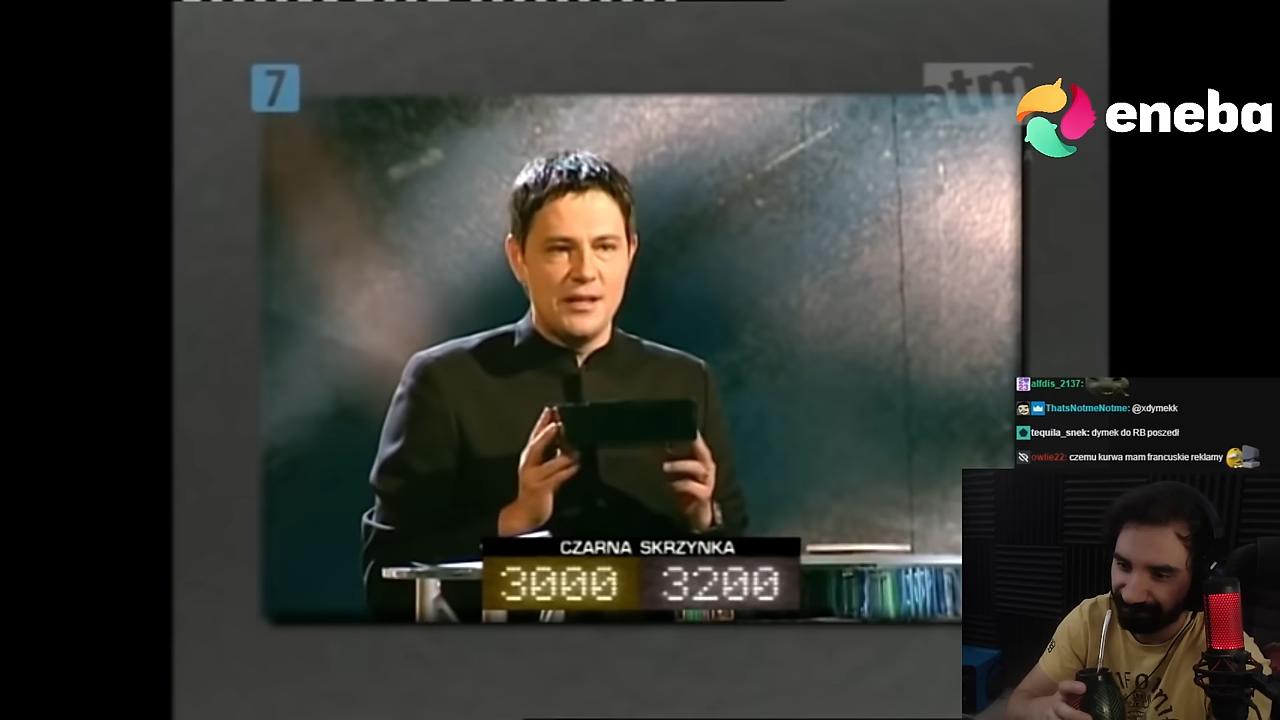 7
atm
eneba
CZARNA SKRZYNKA
3000 3200
alfdis_2137:
ThatsNotmeNotme: @xdymekk
tequila_snek: dymek do RB poszedł
owlie22: czemu kurwa mam francuskie reklamy